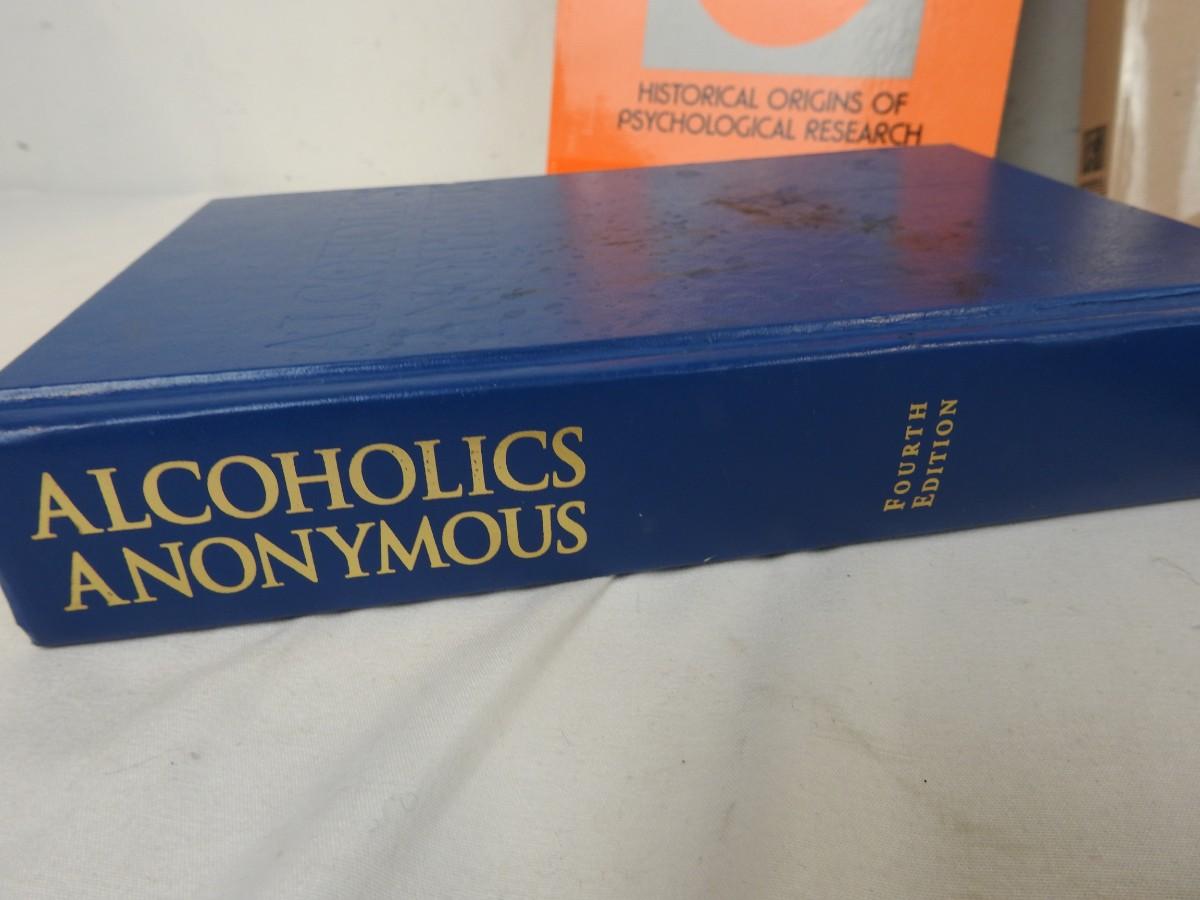 HISTORICAL ORIGINS OF
PSYCHOLOGICAL RESEARCH
ALCOHOLICS
ANONYMOUS
FOURTH
EDITION